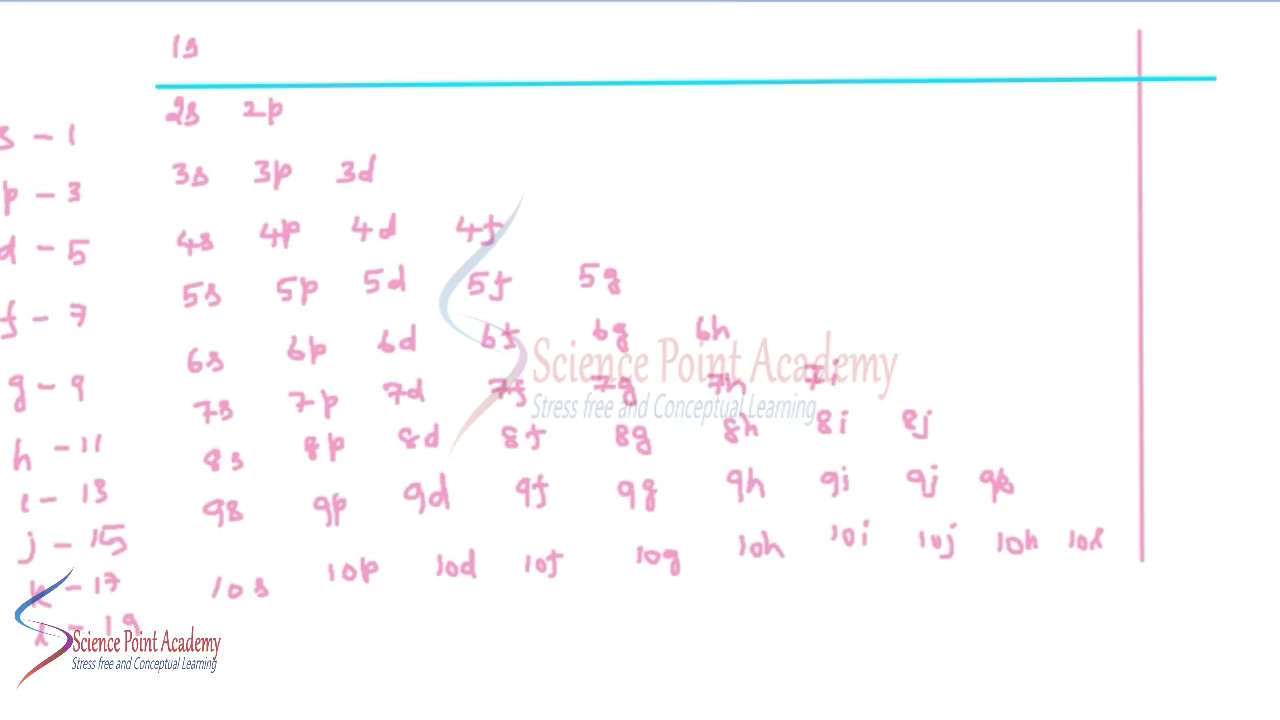 1s
2s 2p
3s 3p 3d
4s 4p 4d 4f
5s 5p 5d 5f 5g
6s 6p 6d 6f 6g 6h
7s 7p 7d 7f 7g 7h 7i
8s 8p 8d 8f 8g 8h 8i 8j
9s 9p 9d 9f 9g 9h 9i 9j 9k
10s 10p 10d 10f 10g 10h 10i 10j 10h 10l
s - 1
p - 3
d - 5
f - 7
g - 9
h - 11
i - 13
j - 15
k - 17
l - 19
Science Point Academy
Stress free and Conceptual Learning
Science Point Academy
Stress free and Conceptual Learning